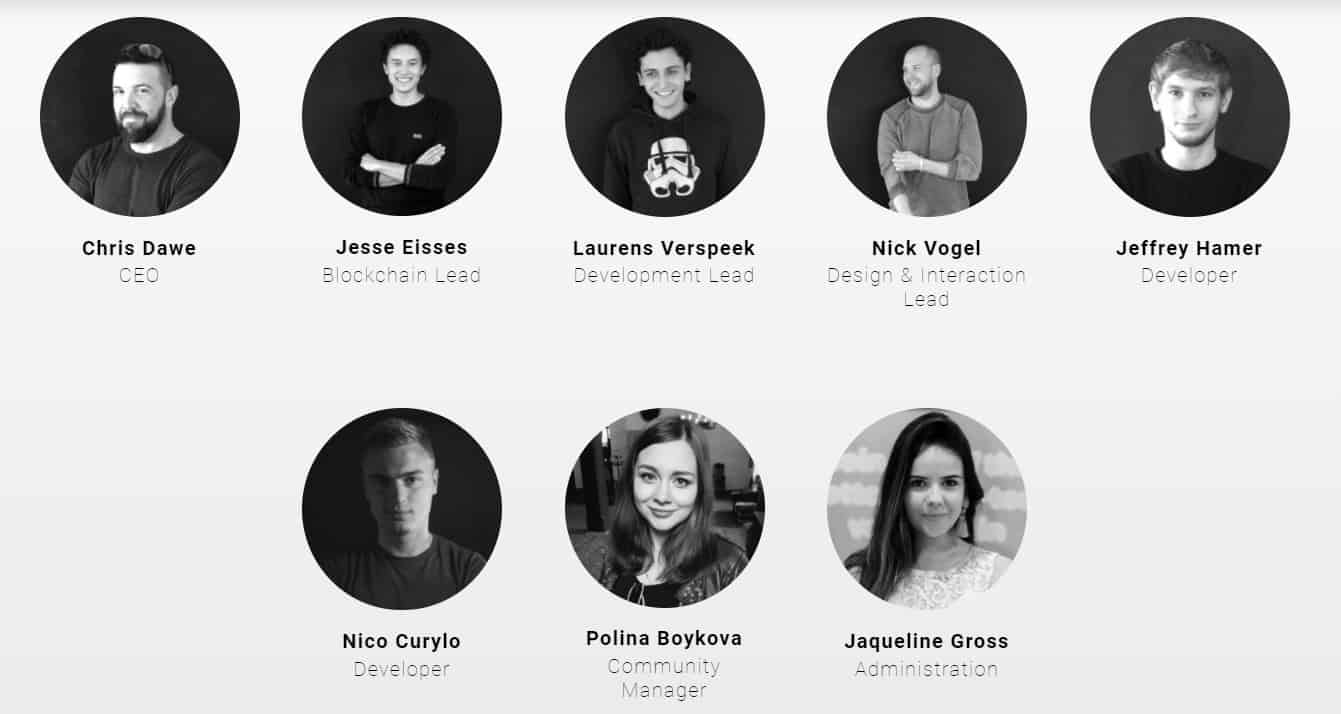 Chris Dawe
CEO
Jesse Eisses
Blockchain Lead
Laurens Verspeek
Development Lead
Nick Vogel
Design & Interaction
Lead
Jeffrey Hamer
Developer
Nico Curylo
Developer
Polina Boykova
Community
Manager
Jaqueline Gross
Administration